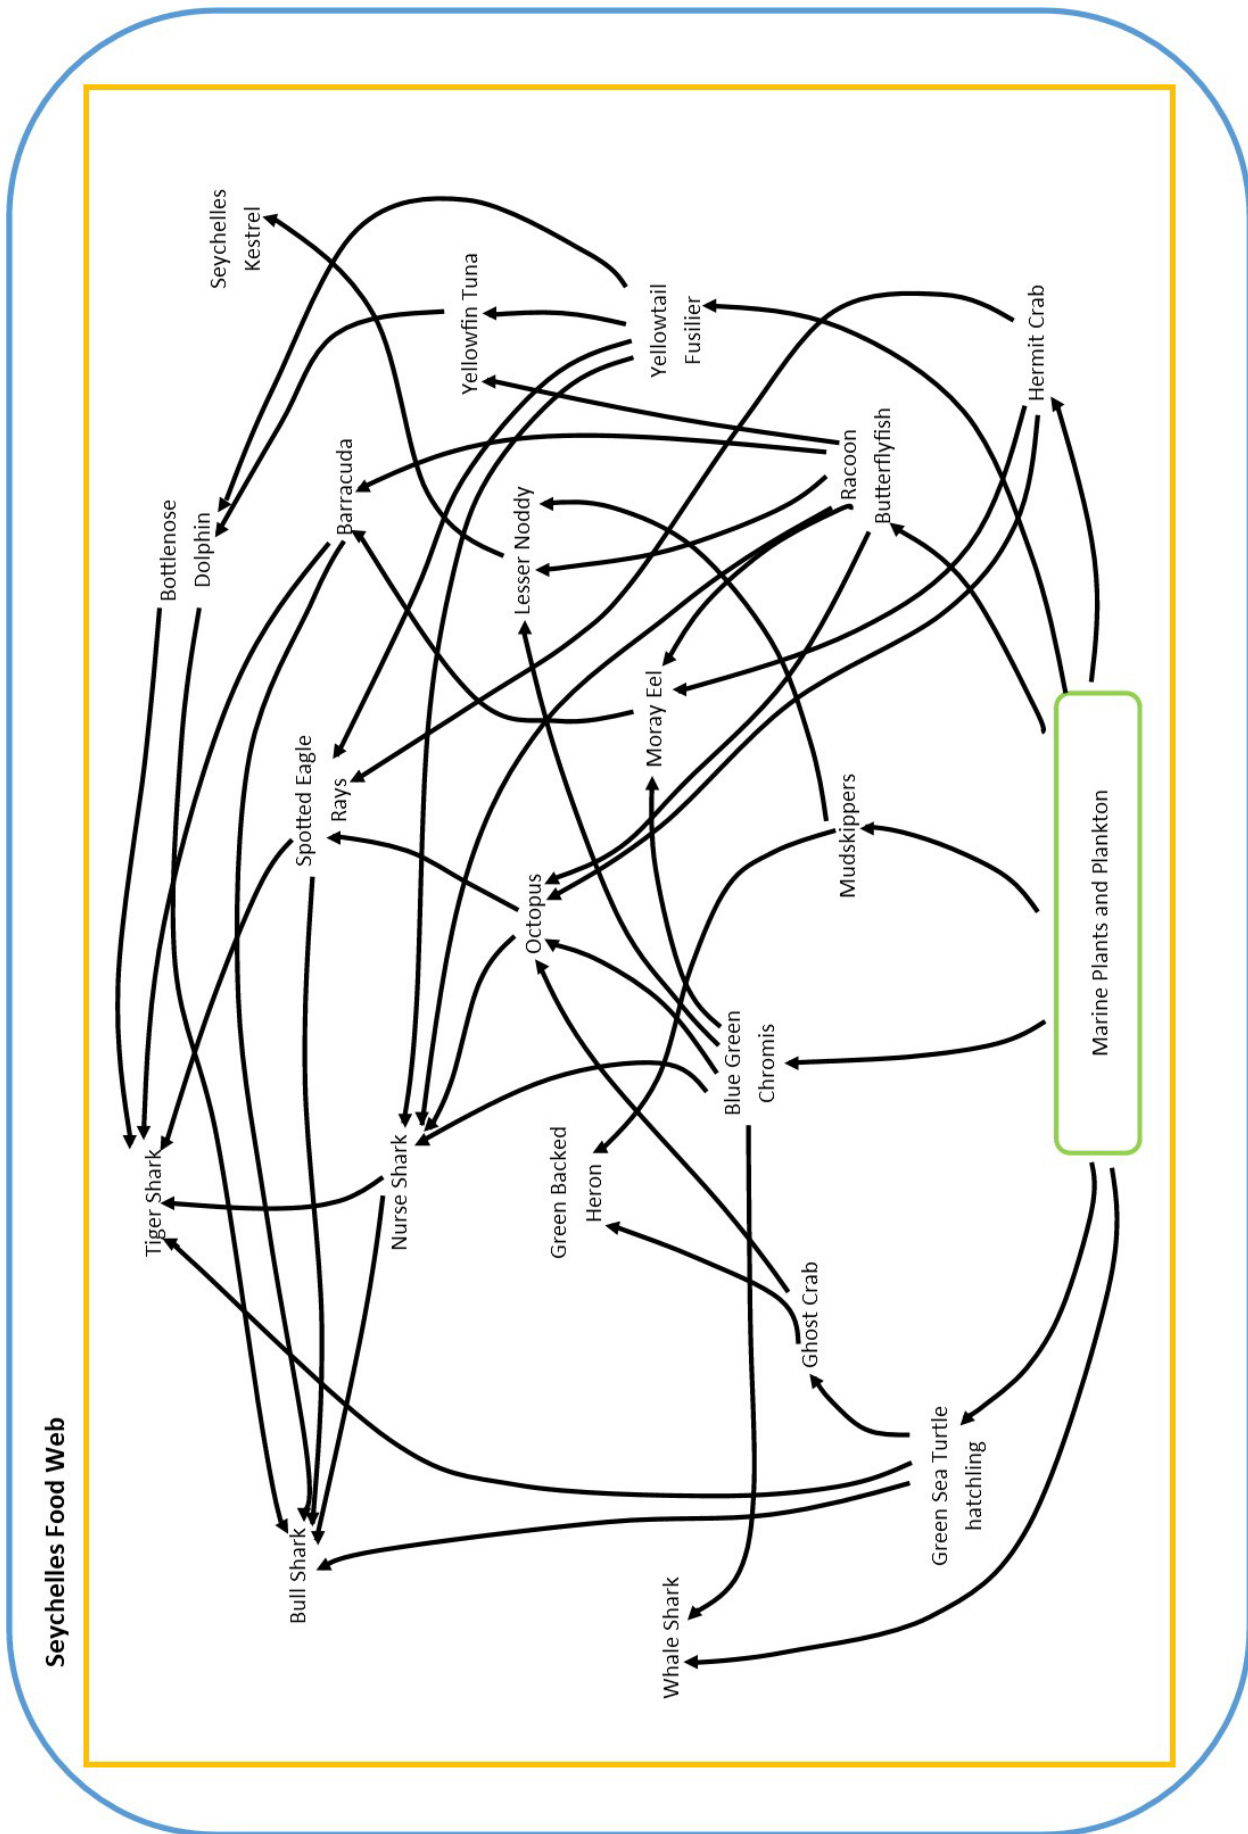 Seychelles Food Web
Tiger Shark
Bottlenose
Dolphin
Seychelles
Kestrel
Bull Shark
Spotted Eagle
Rays
Barracuda
Nurse Shark
Yellowfin Tuna
Octopus
Lesser Noddy
Green Backed
Heron
Whale Shark
Moray Eel
Yellowtail
Fusilier
Blue Green
Chromis
Ghost Crab
Mudskippers
Racoon
Butterflyfish
Green Sea Turtle
hatchling
Hermit Crab
Marine Plants and Plankton